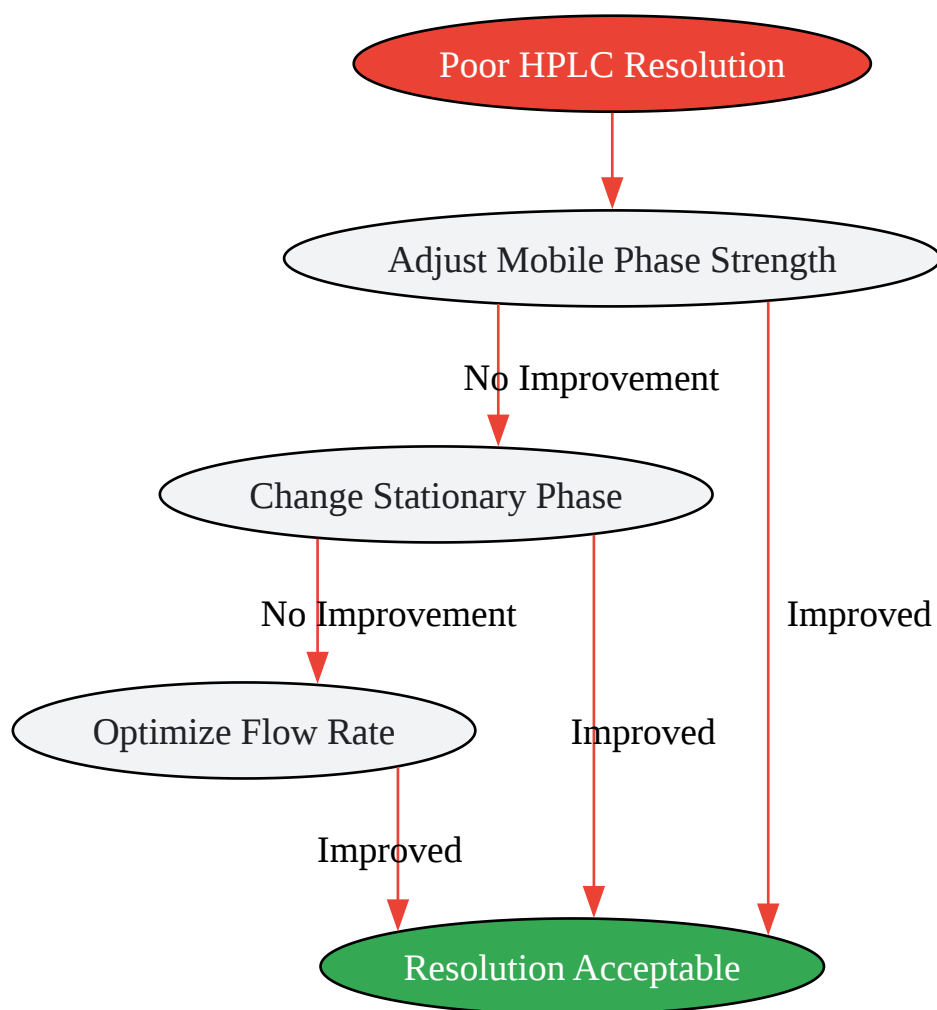 Poor HPLC Resolution
Adjust Mobile Phase Strength
No Improvement
Change Stationary Phase
No Improvement
Improved
Optimize Flow Rate
Improved
Improved
Resolution Acceptable